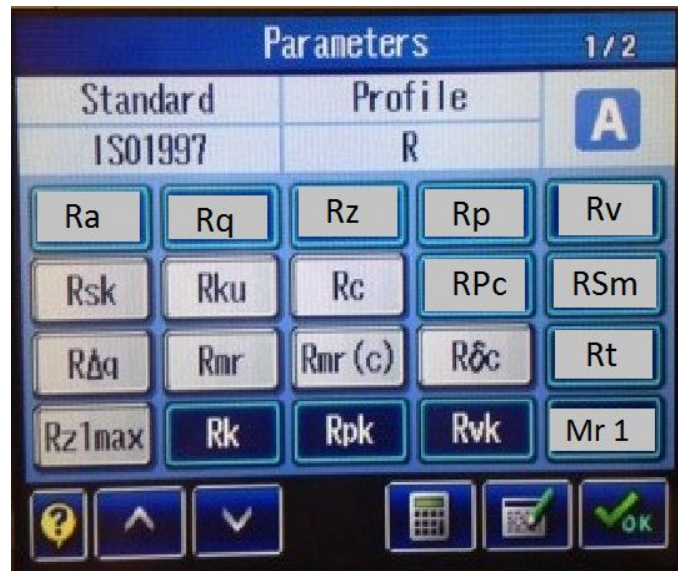 Parameters 1/2
Standard Profile A
ISO1997 R
Ra Rq Rz Rp Rv
Rsk Rku Rc RPc RSm
RΔq Rmr Rmr(c) Rδc Rt
Rz1max Rk Rpk Rvk Mr 1
? OK